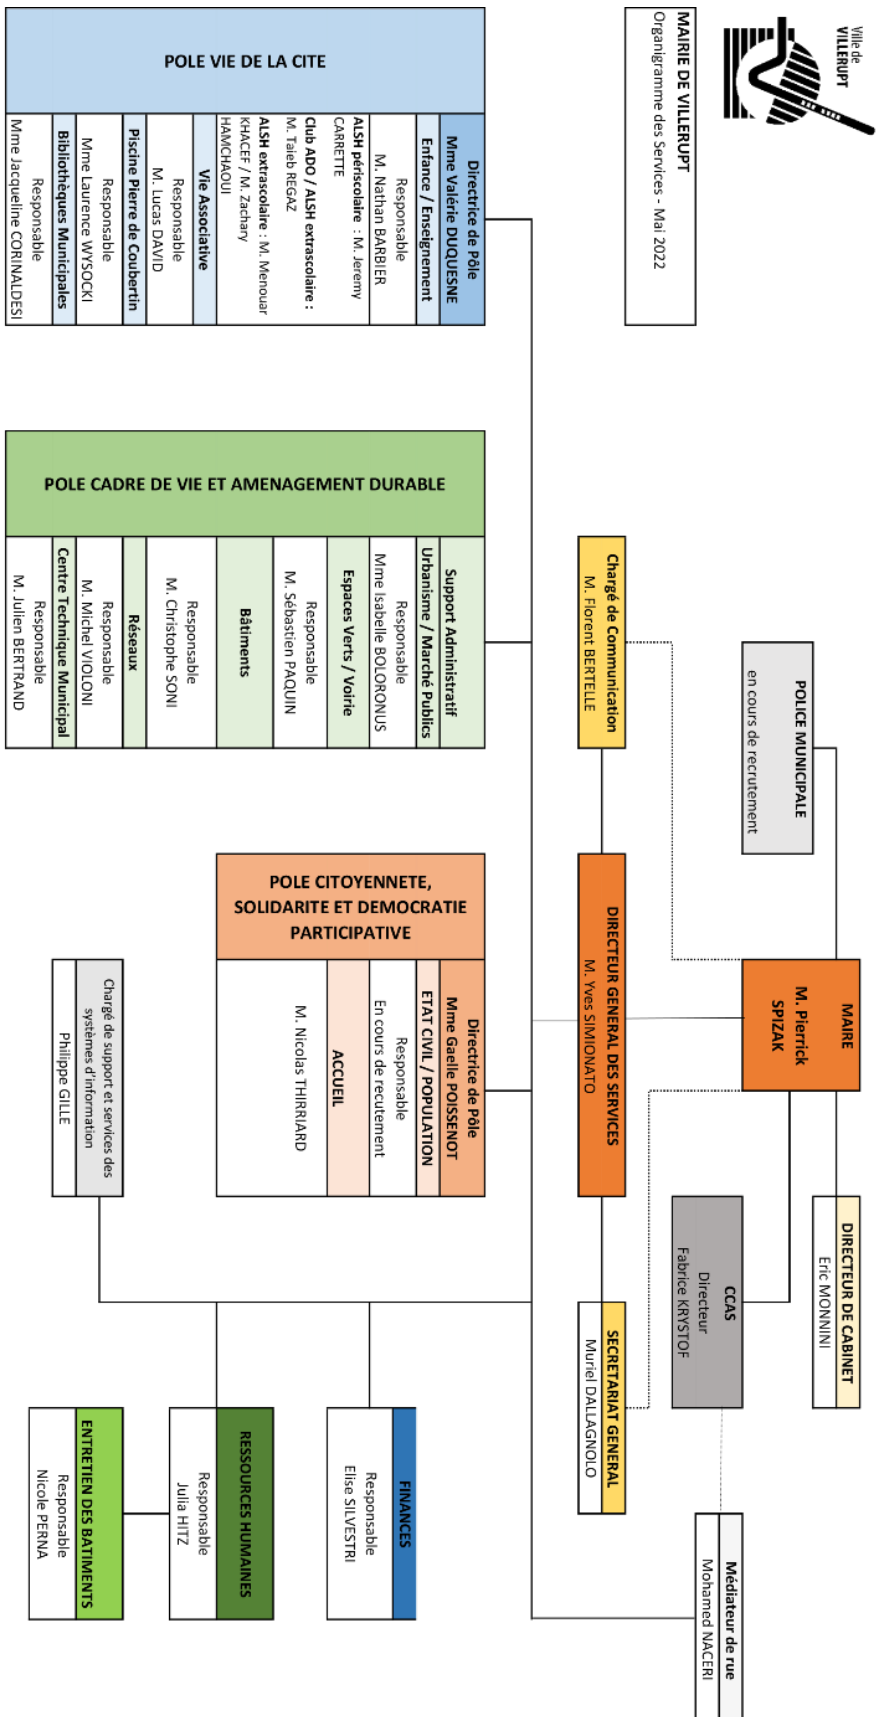 Ville de
VILLERUPT
MAIRIE DE VILLERUPT
Organigramme des Services - Mai 2022
POLICE MUNICIPALE
en cours de recrutement
MAIRE
M. Pierrick
SPIZAK
DIRECTEUR DE CABINET
Eric MONNINI
CCAS
Directeur
Fabrice KRYSTOF
Médiateur de rue
Mohamed NACERI
Chargé de Communication
M. Florent BERTELLE
DIRECTEUR GENERAL DES SERVICES
M. Yves SIMIONATO
SECRETARIAT GENERAL
Muriel DALLAGNOLO
POLE VIE DE LA CITE
Directrice de Pôle
Mme Valérie DUQUESNE
Enfance / Enseignement
Responsable
M. Nathan BARBIER
ALSH périscolaire : M. Jeremy
CARRETTE
Club ADO / ALSH extrascolaire :
M. Taieb REGAZ
ALSH extrascolaire : M. Menouar
KHACEF / M. Zachary
HAMCHAOUI
Vie Associative
Responsable
M. Lucas DAVID
Piscine Pierre de Coubertin
Responsable
Mme Laurence WYSOCKI
Bibliothèques Municipales
Responsable
Mme Jacqueline CORINALDESI
POLE CADRE DE VIE ET AMENAGEMENT DURABLE
Support Administratif
Urbanisme / Marché Publics
Responsable
Mme Isabelle BOLORONUS
Espaces Verts / Voirie
Responsable
M. Sébastien PAQUIN
Bâtiments
Responsable
M. Christophe SONI
Réseaux
Responsable
M. Michel VIOLONI
Centre Technique Municipal
Responsable
M. Julien BERTRAND
POLE CITOYENNETE,
SOLIDARITE ET DEMOCRATIE
PARTICIPATIVE
Directrice de Pôle
Mme Gaelle POISSENOT
ETAT CIVIL / POPULATION
Responsable
En cours de recutement
ACCUEIL
M. Nicolas THIRRIARD
Chargé de support et services des
systèmes d'information
Philippe GILLE
FINANCES
Responsable
Elise SILVESTRI
RESSOURCES HUMAINES
Responsable
Julia HITZ
ENTRETIEN DES BATIMENTS
Responsable
Nicole PERNA